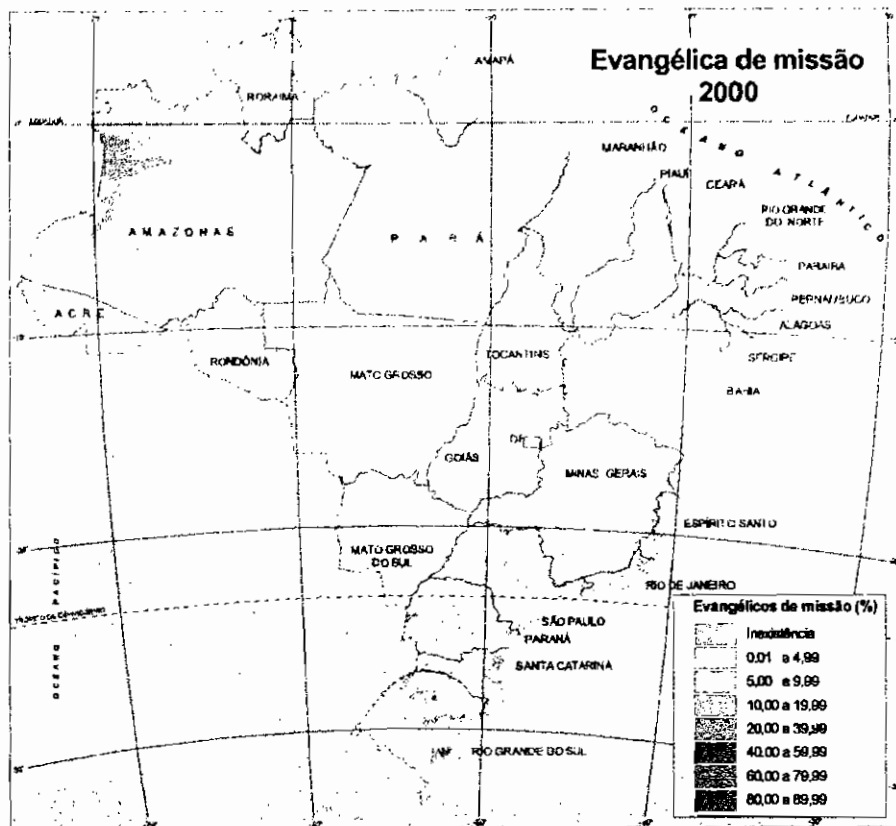 Evangélica de missão
2000
AMAPÁ
RORAIMA
OCEANO ATLÂNTICO
MARANHÃO
PIAUÍ
CEARÁ
RIO GRANDE
DO NORTE
AMAZONAS
PARÁ
PARAIBA
PERNAMBUCO
ACRE
ALAGOAS
SERGIPE
RONDÔNIA
MATO GROSSO
TOCANTINS
BAHIA
DF
GOIÁS
MINAS GERAIS
ESPÍRITO SANTO
MATO GROSSO
DO SUL
RIO DE JANEIRO
OCEANO PACÍFICO
SÃO PAULO
PARANÁ
SANTA CATARINA
RIO GRANDE DO SUL
Evangélicos de missão (%)
Inexistência
0,01 a 4,99
5,00 a 9,99
10,00 a 19,99
20,00 a 39,99
40,00 a 59,99
60,00 a 79,99
80,00 a 89,99